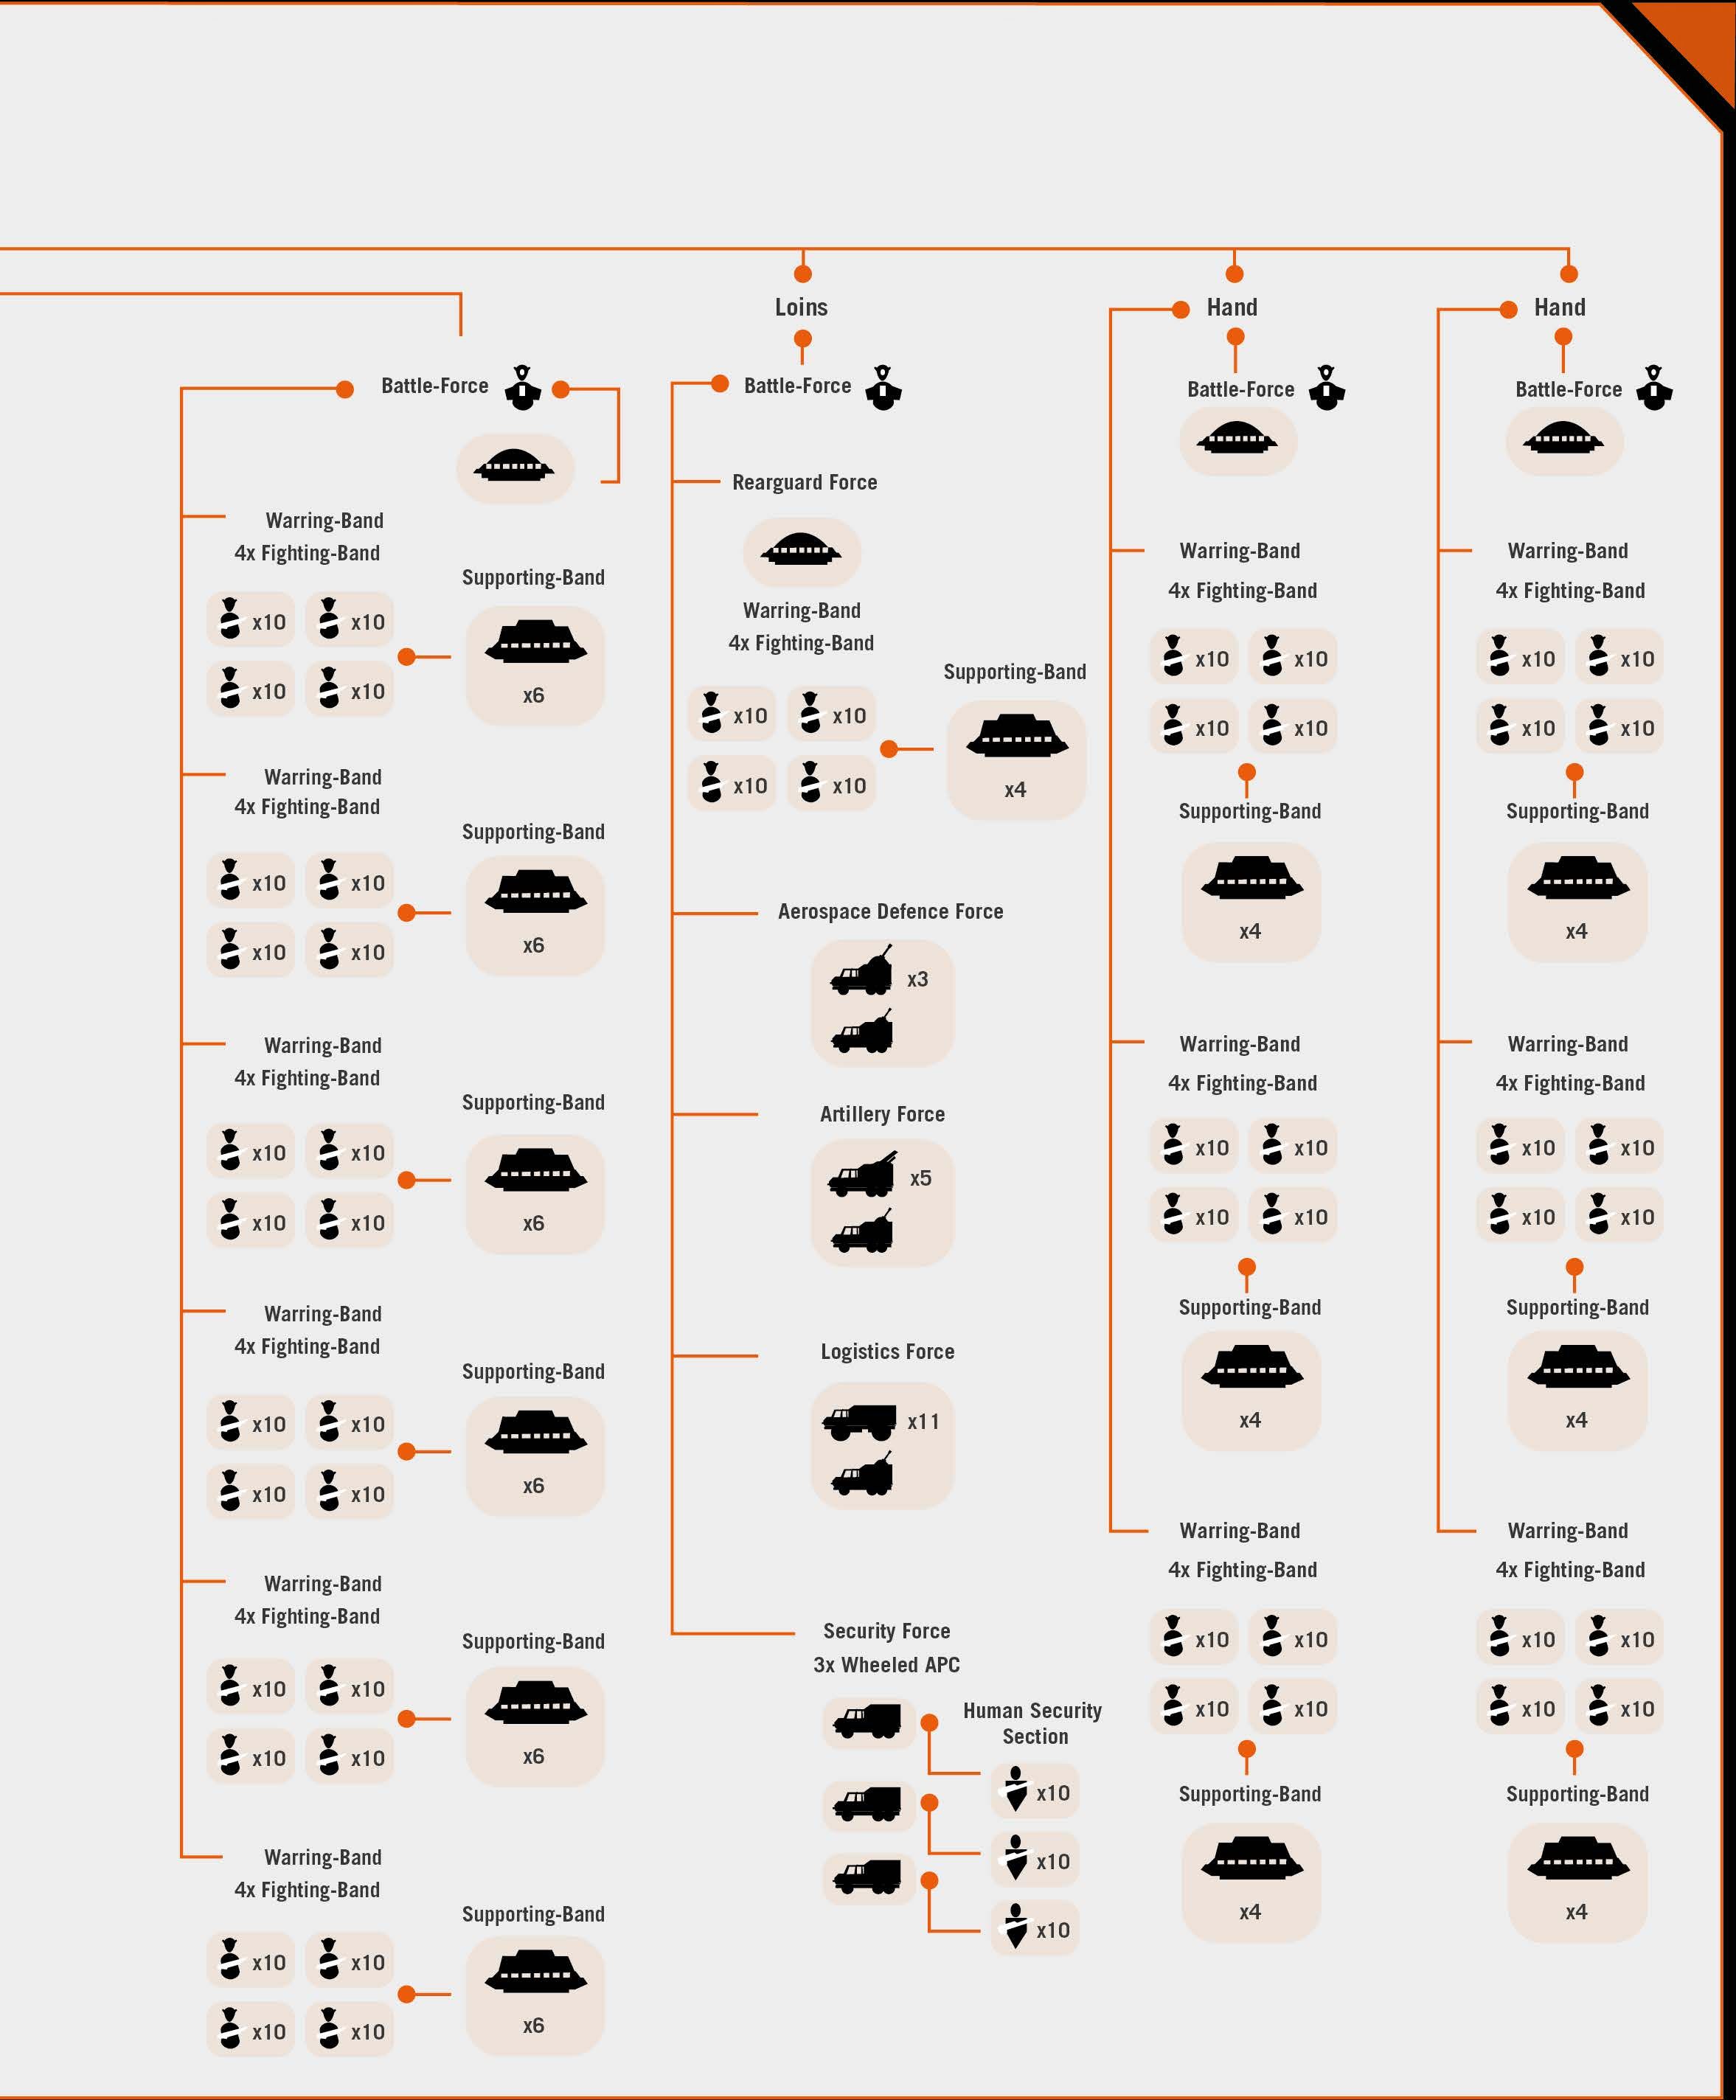 Battle-Force
Warring-Band
4x Fighting-Band
x10
x10
x10
x10
Supporting-Band
x6
Warring-Band
4x Fighting-Band
x10
x10
x10
x10
Supporting-Band
x6
Warring-Band
4x Fighting-Band
x10
x10
x10
x10
Supporting-Band
x6
Warring-Band
4x Fighting-Band
x10
x10
x10
x10
Supporting-Band
x6
Warring-Band
4x Fighting-Band
x10
x10
x10
x10
Supporting-Band
x6
Warring-Band
4x Fighting-Band
x10
x10
x10
x10
Supporting-Band
x6
Loins
Battle-Force
Rearguard Force
Warring-Band
4x Fighting-Band
x10
x10
x10
x10
Supporting-Band
x4
Aerospace Defence Force
x3
Artillery Force
x5
Logistics Force
x11
Security Force
3x Wheeled APC
Human Security
Section
x10
x10
x10
Hand
Battle-Force
Warring-Band
4x Fighting-Band
x10
x10
x10
x10
Supporting-Band
x4
Warring-Band
4x Fighting-Band
x10
x10
x10
x10
Supporting-Band
x4
Warring-Band
4x Fighting-Band
x10
x10
x10
x10
Supporting-Band
x4
Hand
Battle-Force
Warring-Band
4x Fighting-Band
x10
x10
x10
x10
Supporting-Band
x4
Warring-Band
4x Fighting-Band
x10
x10
x10
x10
Supporting-Band
x4
Warring-Band
4x Fighting-Band
x10
x10
x10
x10
Supporting-Band
x4